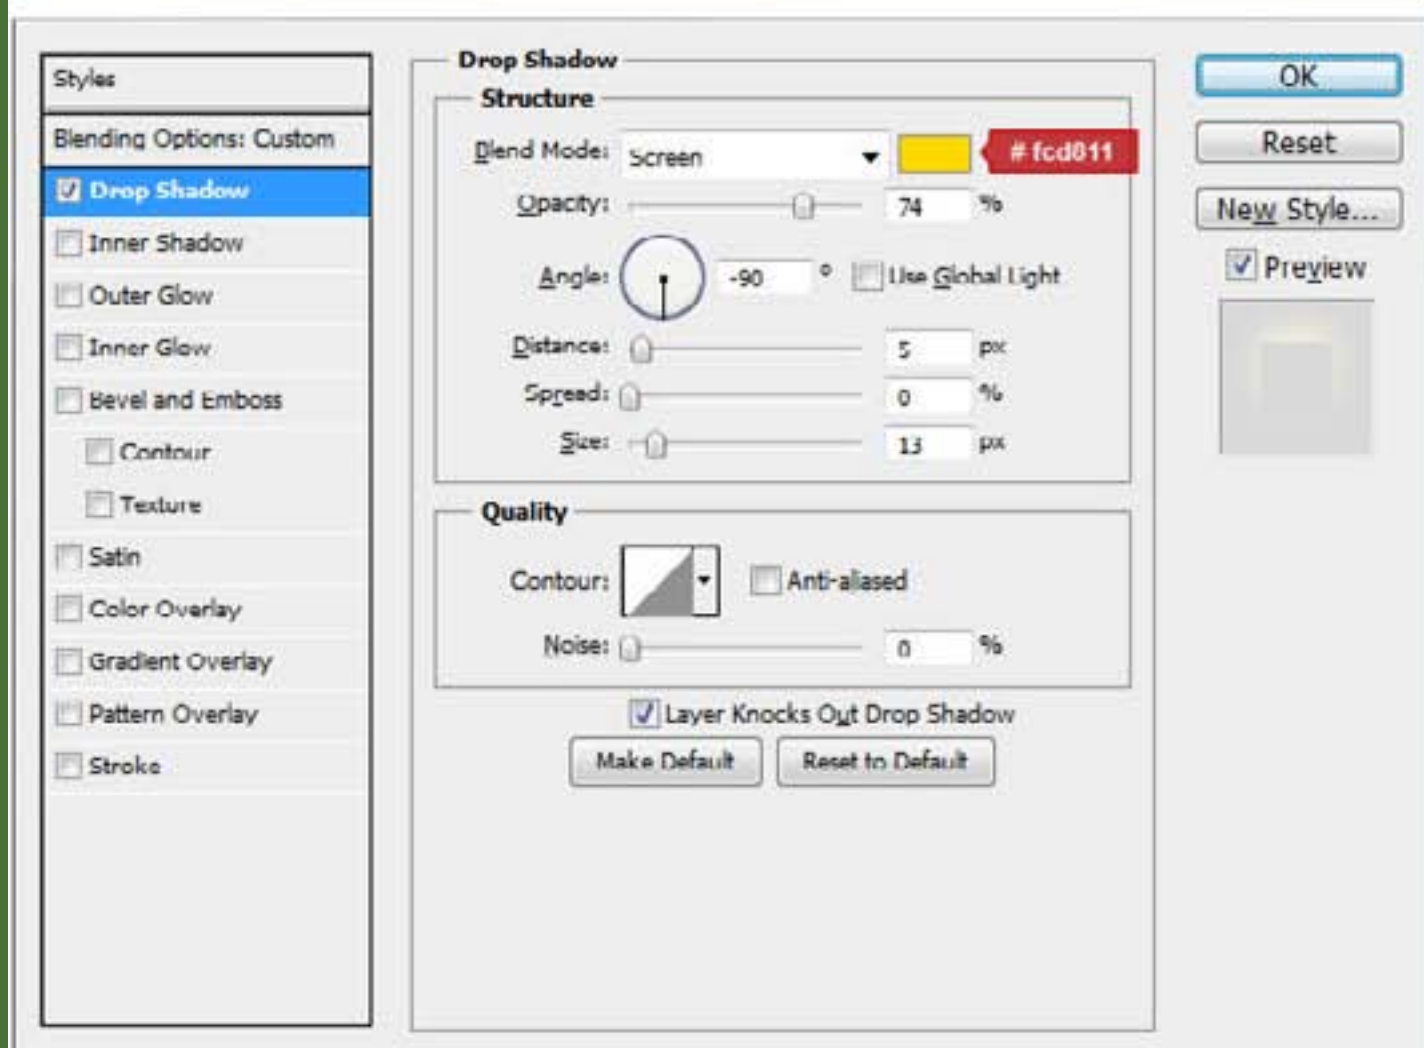 Styles
Blending Options: Custom
Drop Shadow
Inner Shadow
Outer Glow
Inner Glow
Bevel and Emboss
Contour
Texture
Satin
Color Overlay
Gradient Overlay
Pattern Overlay
Stroke
Drop Shadow
Structure
Blend Mode: Screen # fcd811
Opacity: 74 %
Angle: -90 ° Use Global Light
Distance: 5 px
Spread: 0 %
Size: 13 px
Quality
Contour: Anti-aliased
Noise: 0 %
Layer Knocks Out Drop Shadow
Make Default Reset to Default
OK
Reset
New Style...
Preview